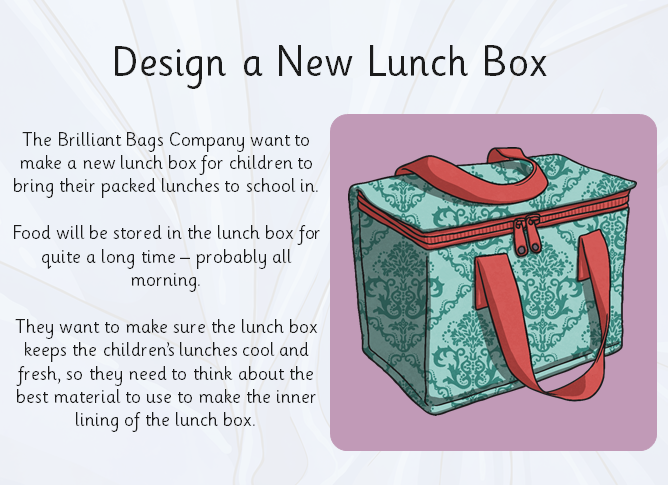 Design a New Lunch Box
The Brilliant Bags Company want to
make a new lunch box for children to
bring their packed lunches to school in.
Food will be stored in the lunch box for
quite a long time – probably all
morning.
They want to make sure the lunch box
keeps the children's lunches cool and
fresh, so they need to think about the
best material to use to make the inner
lining of the lunch box.